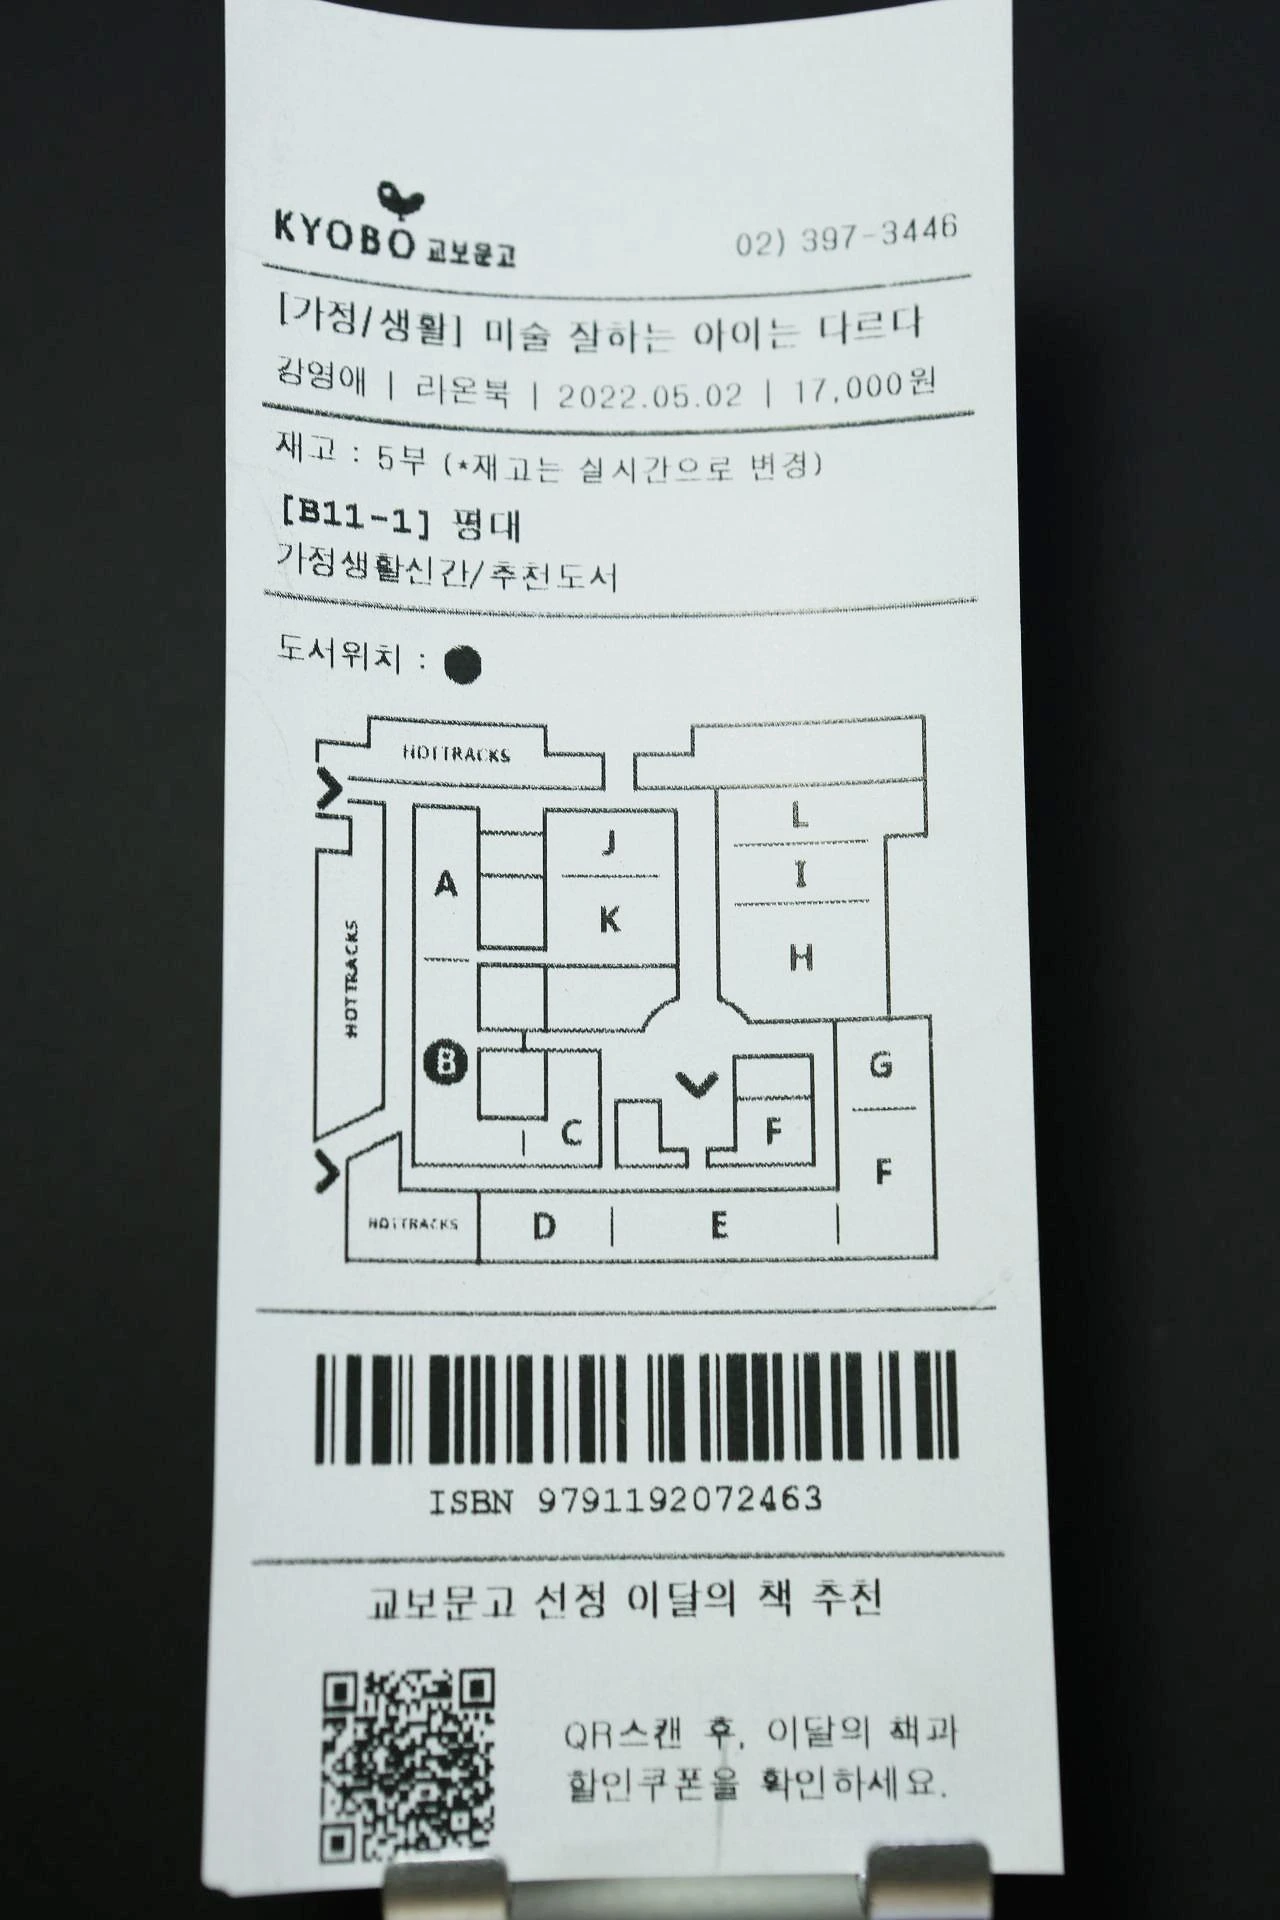 KYOBO 교보문고
02) 397-3446
[가정/생활] 미술 잘하는 아이는 다르다
강영애 | 라온북 | 2022.05.02 | 17,000원
재고 : 5부 (*재고는 실시간으로 변경)
[B11-1] 평대
가정생활신간/추천도서
도서위치 : ●
HOTTRACKS
L
J
I
A
K
HOTTRACKS
H
B
G
C
F
F
HOTTRACKS
D
E
ISBN 9791192072463
교보문고 선정 이달의 책 추천
QR스캔 후, 이달의 책과
할인쿠폰을 확인하세요.